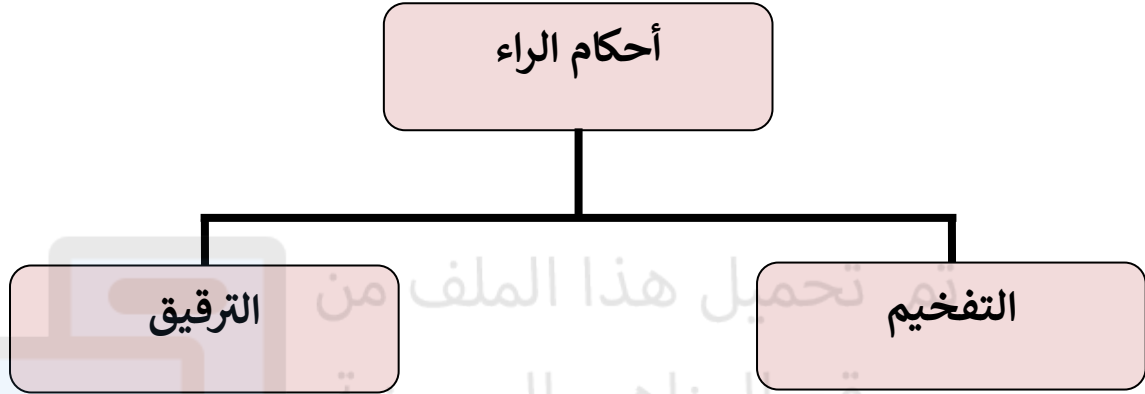 أحكام الراء
تم تحميل هذا الملف من
التفخيم
الترقيق